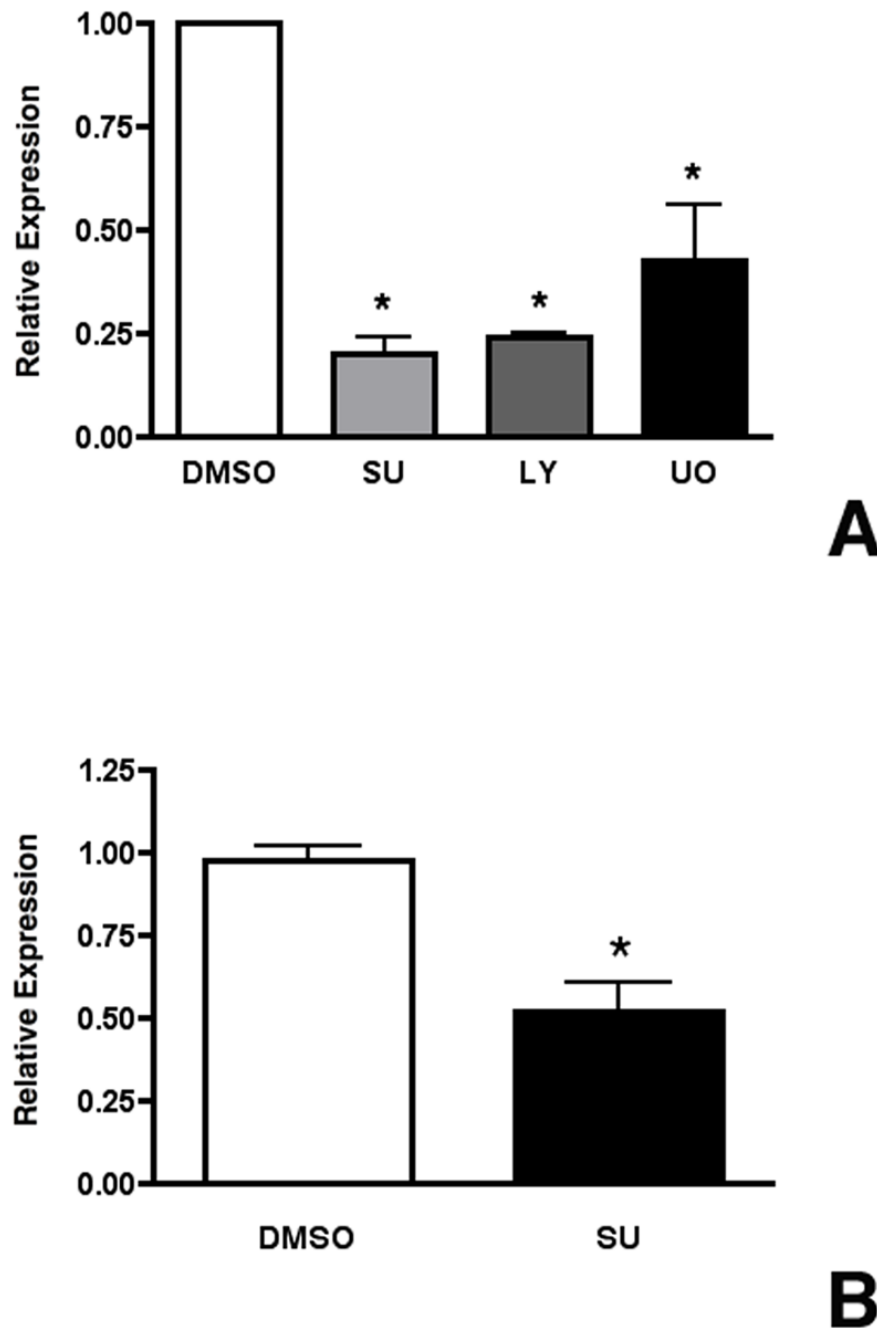 1.00
0.75
0.50
0.25
0.00
Relative Expression
*
*
*
DMSO SU LY UO
A
1.25
1.00
0.75
0.50
0.25
0.00
Relative Expression
*
DMSO SU
B